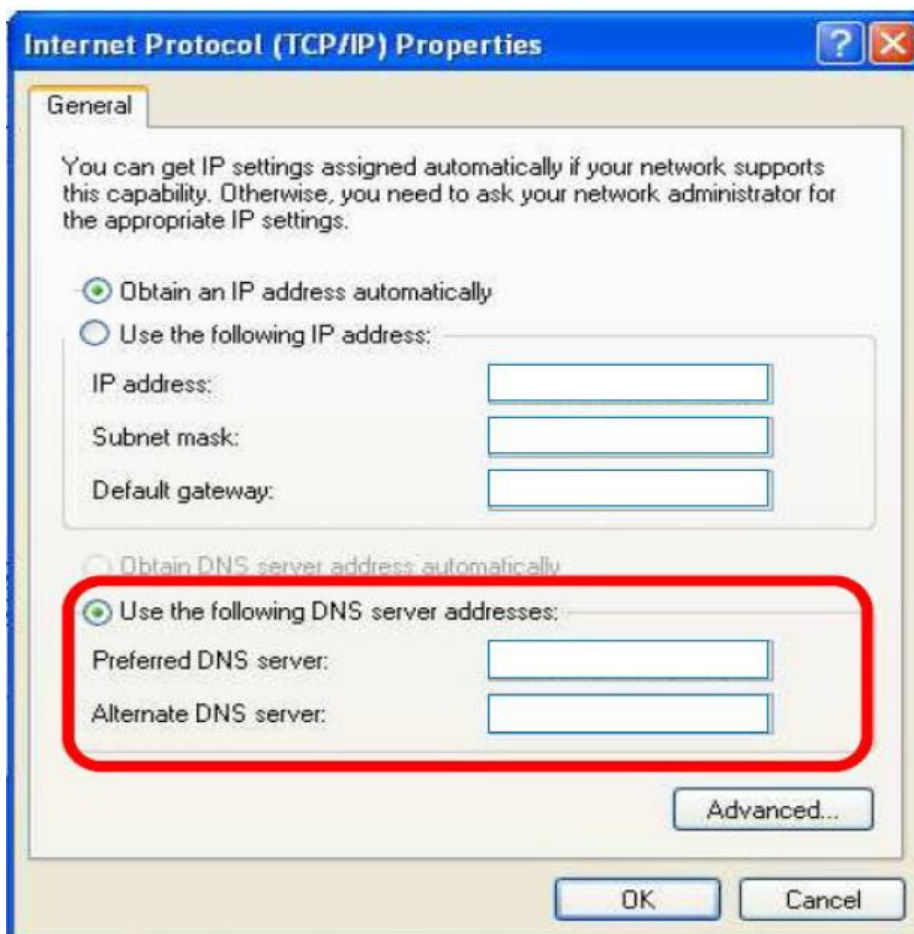 Internet Protocol (TCP/IP) Properties
General
You can get IP settings assigned automatically if your network supports
this capability. Otherwise, you need to ask your network administrator for
the appropriate IP settings.
Obtain an IP address automatically
Use the following IP address:
IP address:
Subnet mask:
Default gateway:
Obtain DNS server address automatically
Use the following DNS server addresses:
Preferred DNS server:
Alternate DNS server:
Advanced...
OK Cancel